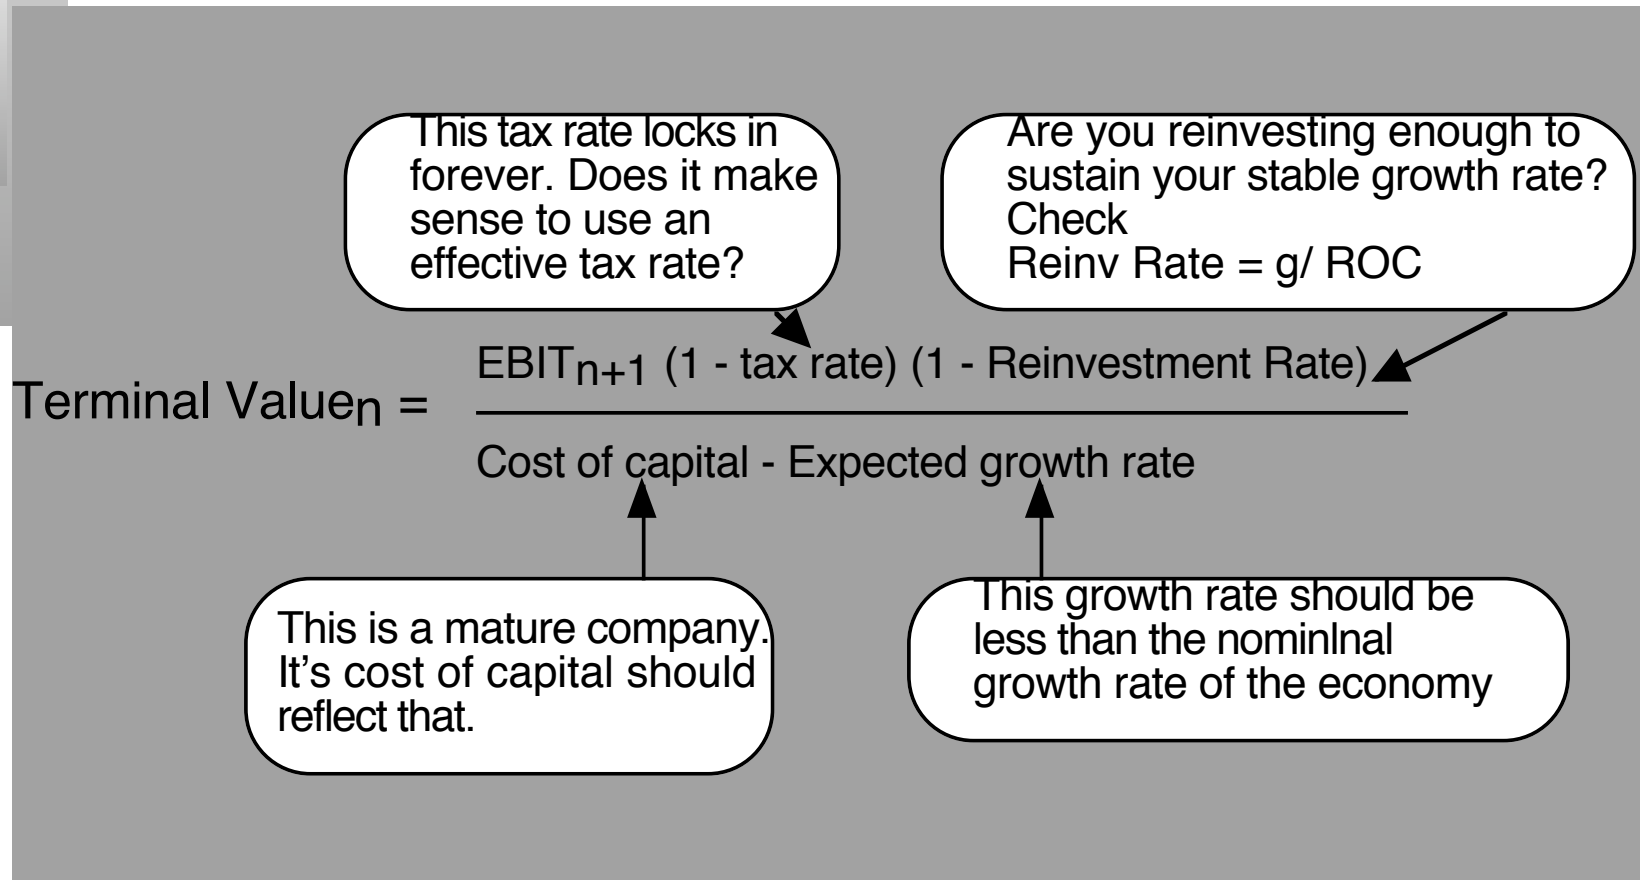 This tax rate locks in
forever. Does it make
sense to use an
effective tax rate?
Are you reinvesting enough to
sustain your stable growth rate?
Check
Reinv Rate = g/ ROC
EBITn+1 (1 - tax rate) (1 - Reinvestment Rate)
Terminal Valuen =
Cost of capital - Expected growth rate
This is a mature company.
It's cost of capital should
reflect that.
This growth rate should be
less than the nominInal
growth rate of the economy